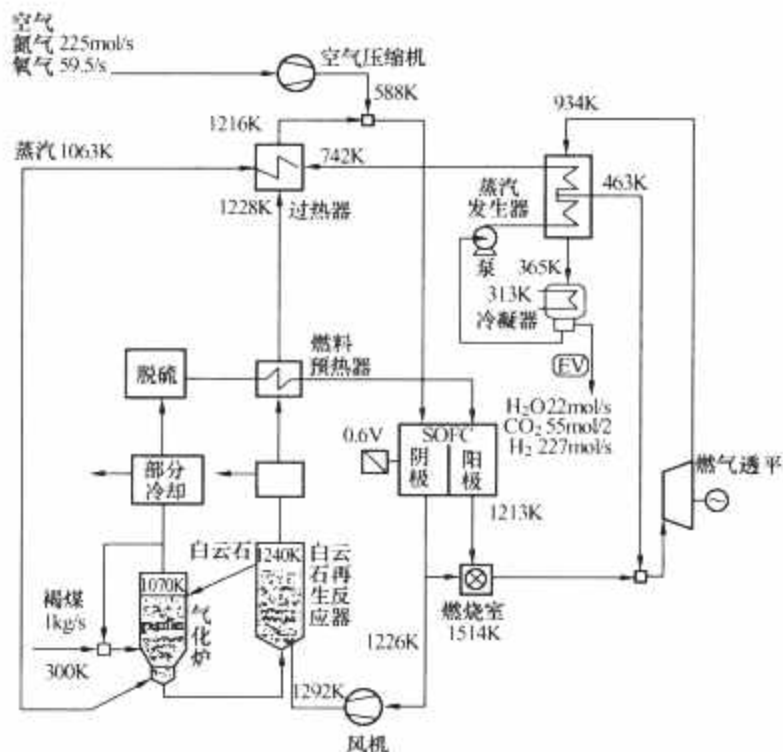 空气
氮气 225mol/s
氧气 59.5/s
空气压缩机
588K
934K
1216K
蒸汽 1063K
742K
463K
蒸汽
发生器
1228K
过热器
泵
365K
313K
冷凝器
燃料
预热器
脱硫
EV
H₂O 22mol/s
CO₂ 55mol/2
H₂ 227mol/s
0.6V
SOFC
阴极
阳极
燃气透平
部分
冷却
1213K
白云石
1240K
白云石再生反应器
1070K
褐煤
1kg/s
气化炉
燃烧室
1514K
300K
1226K
1292K
风机